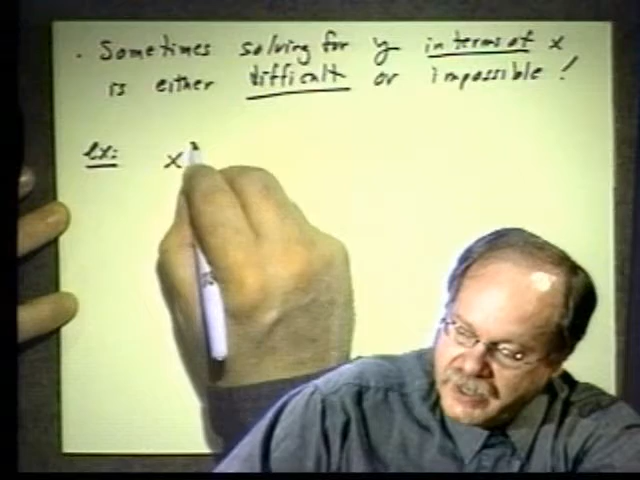 . Sometimes solving for y in terms of x
is either difficult or impossible!
ex: x